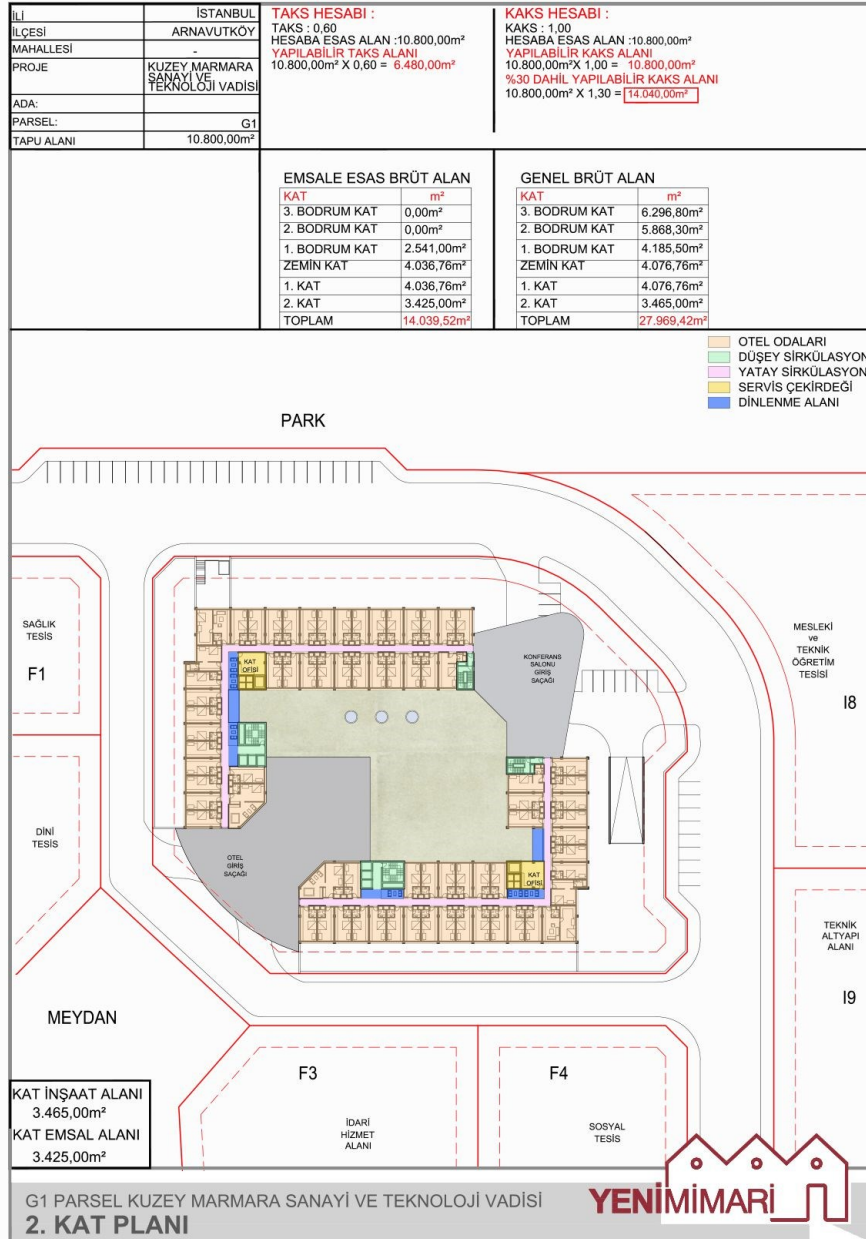 İLİ İSTANBUL
İLÇESİ ARNAVUTKÖY
MAHALLESİ -
PROJE KUZEY MARMARA
SANAYİ VE
TEKNOLOJİ VADİSİ
ADA:
PARSEL: G1
TAPU ALANI 10.800,00m²
TAKS HESABI :
TAKS : 0,60
HESABA ESAS ALAN :10.800,00m²
YAPILABİLİR TAKS ALANI
10.800,00m² X 0,60 = 6.480,00m²
KAKS HESABI :
KAKS : 1,00
HESABA ESAS ALAN :10.800,00m²
YAPILABİLİR KAKS ALANI
10.800,00m²X 1,00 = 10.800,00m²
%30 DAHİL YAPILABİLİR KAKS ALANI
10.800,00m² X 1,30 = 14.040,00m²
EMSALE ESAS BRÜT ALAN
KAT m²
3. BODRUM KAT 0,00m²
2. BODRUM KAT 0,00m²
1. BODRUM KAT 2.541,00m²
ZEMİN KAT 4.036,76m²
1. KAT 4.036,76m²
2. KAT 3.425,00m²
TOPLAM 14.039,52m²
GENEL BRÜT ALAN
KAT m²
3. BODRUM KAT 6.296,80m²
2. BODRUM KAT 5.868,30m²
1. BODRUM KAT 4.185,50m²
ZEMİN KAT 4.076,76m²
1. KAT 4.076,76m²
2. KAT 3.465,00m²
TOPLAM 27.969,42m²
OTEL ODALARI
DÜŞEY SİRKÜLASYON
YATAY SİRKÜLASYON
SERVİS ÇEKİRDEĞİ
DİNLENME ALANI
PARK
SAĞLIK
TESİS
F1
KAT
OFİSİ
KONFERANS
SALONU
GİRİŞ
SAÇAĞI
MESLEKİ
ve
TEKNİK
ÖĞRETİM
TESİSİ
I8
DİNİ
TESİS
OTEL
GİRİŞ
SAÇAĞI
KAT
OFİSİ
TEKNİK
ALTYAPI
ALANI
I9
MEYDAN
F3
İDARİ
HİZMET
ALANI
F4
SOSYAL
TESİS
KAT İNŞAAT ALANI
3.465,00m²
KAT EMSAL ALANI
3.425,00m²
G1 PARSEL KUZEY MARMARA SANAYİ VE TEKNOLOJİ VADİSİ
2. KAT PLANI
YENİMİMARİ